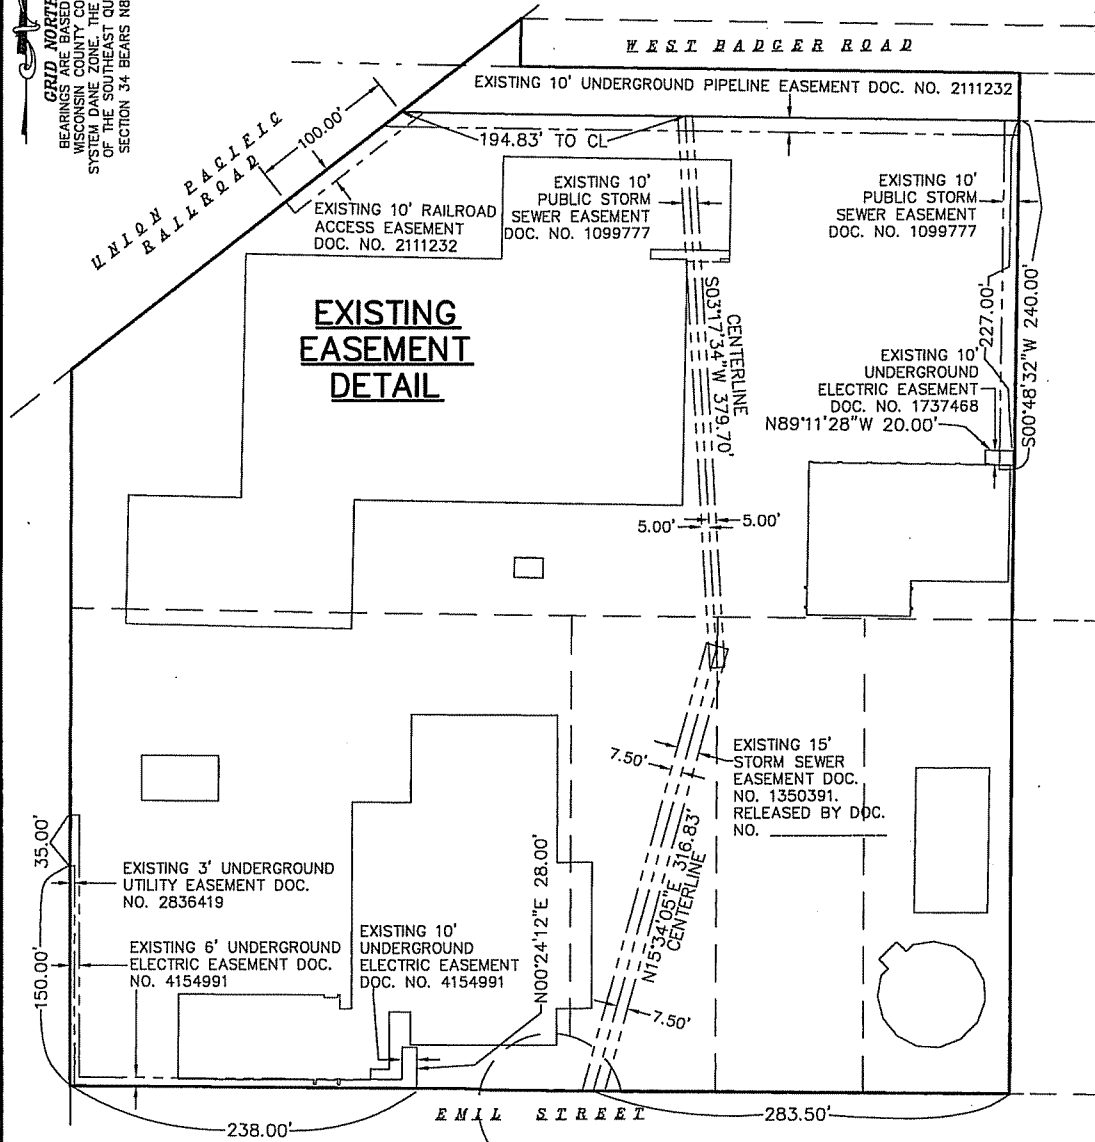 GRID NORTH
BEARINGS ARE BASED
WISCONSIN COUNTY CO
SYSTEM DANE ZONE. THE
OF THE SOUTHEAST QU
SECTION 34 BEARS N8
WEST BADGER ROAD
EXISTING 10' UNDERGROUND PIPELINE EASEMENT DOC. NO. 2111232
UNION PACIFIC
RAILROAD
100.00'
194.83' TO CL
EXISTING 10' RAILROAD
ACCESS EASEMENT
DOC. NO. 2111232
EXISTING 10'
PUBLIC STORM
SEWER EASEMENT
DOC. NO. 1099777
EXISTING 10'
PUBLIC STORM
SEWER EASEMENT
DOC. NO. 1099777
EXISTING
EASEMENT
DETAIL
CENTERLINE
S03°17'34"W 379.70'
227.00'
S00°48'32"W 240.00'
EXISTING 10'
UNDERGROUND
ELECTRIC EASEMENT
DOC. NO. 1737468
N89°11'28"W 20.00'
5.00'
5.00'
7.50'
EXISTING 15'
STORM SEWER
EASEMENT DOC.
NO. 1350391.
RELEASED BY DOC.
NO.
N15°34'05"E 316.83'
CENTERLINE
7.50'
35.00'
150.00'
EXISTING 3' UNDERGROUND
UTILITY EASEMENT DOC.
NO. 2836419
EXISTING 6' UNDERGROUND
ELECTRIC EASEMENT DOC.
NO. 4154991
EXISTING 10'
UNDERGROUND
ELECTRIC EASEMENT
DOC. NO. 4154991
N00°24'12"E 28.00'
238.00'
EMIL STREET
283.50'